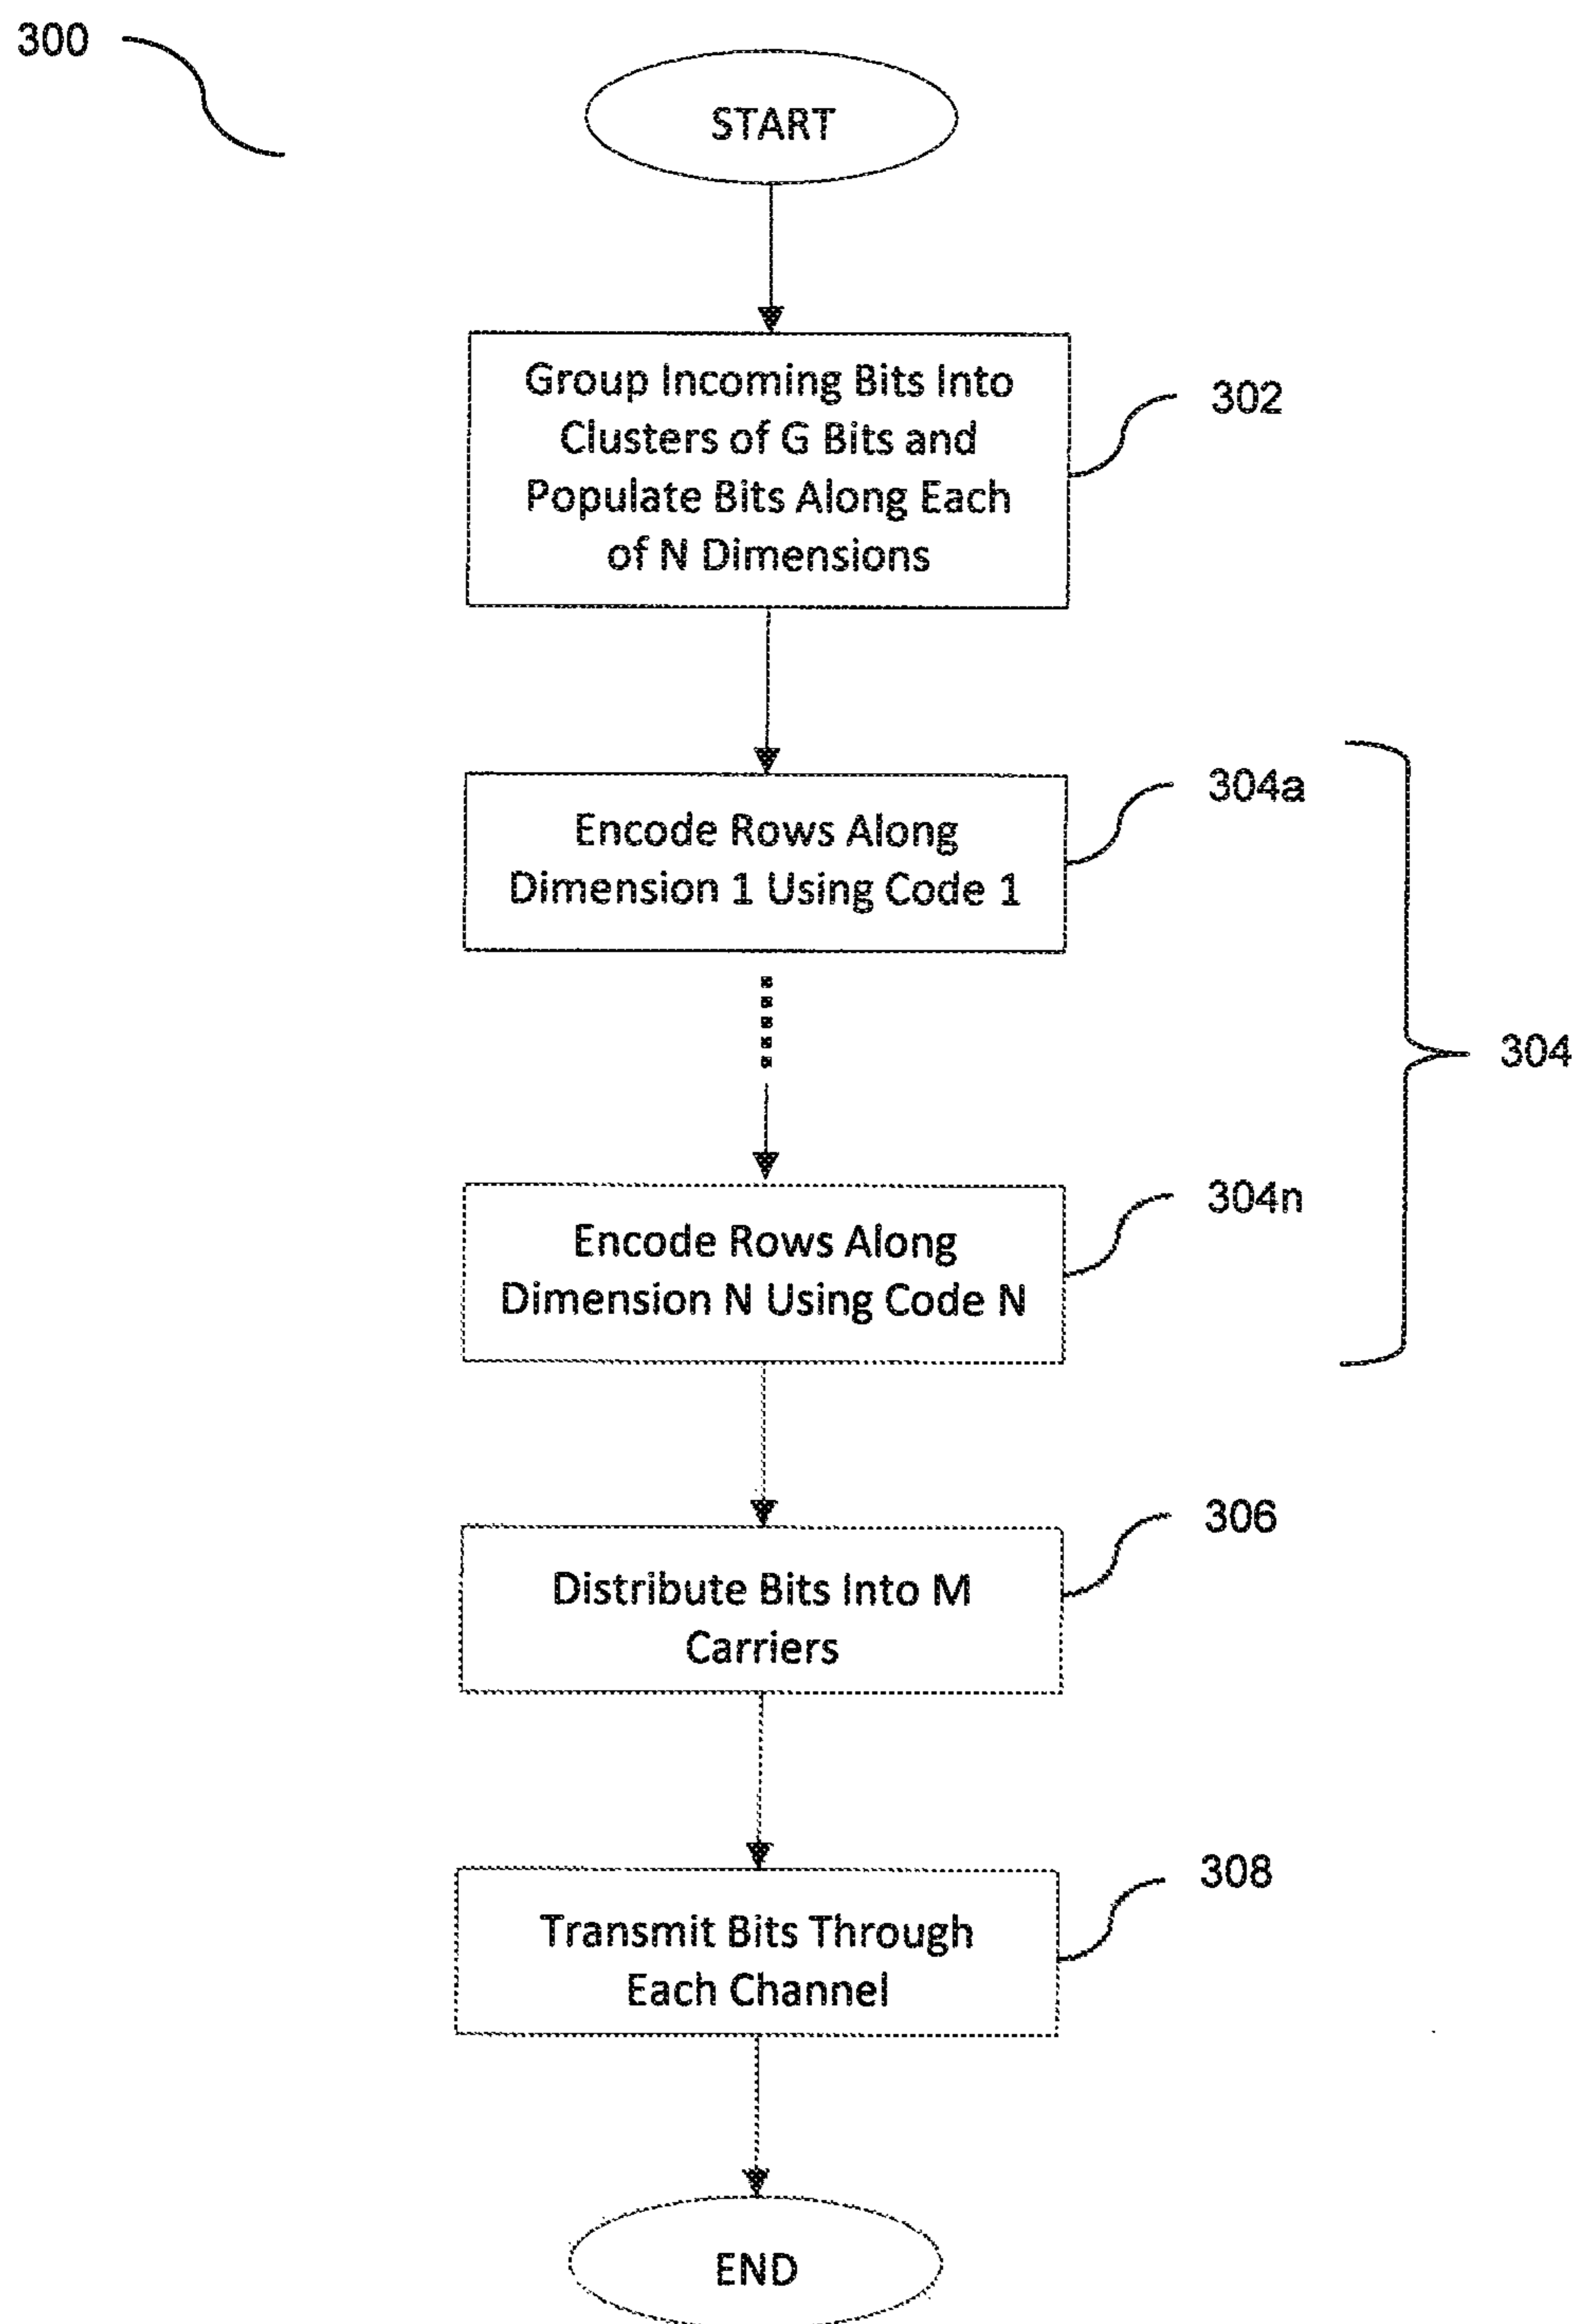 300
START
Group Incoming Bits Into
Clusters of G Bits and
Populate Bits Along Each
of N Dimensions
302
Encode Rows Along
Dimension 1 Using Code 1
304a
304
Encode Rows Along
Dimension N Using Code N
304n
Distribute Bits Into M
Carriers
306
Transmit Bits Through
Each Channel
308
END